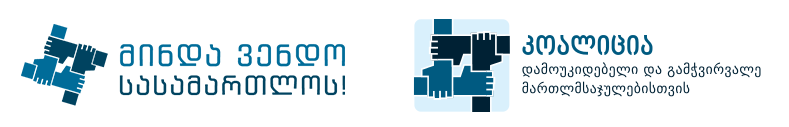 მინდა ვენდო
სასამართლოს!
კოალიცია
დამოუკიდებელი და გამჭვირვალე
მართლმსაჯულებისთვის